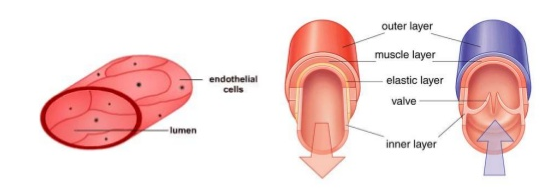 endothelial
cells
lumen
outer layer
muscle layer
elastic layer
valve
inner layer